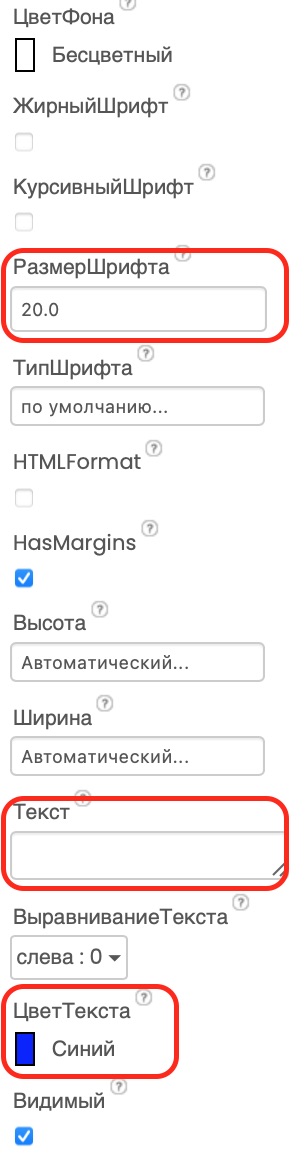 ЦветФона ?
Бесцветный
ЖирныйШрифт ?
КурсивныйШрифт ?
РазмерШрифта ?
20.0
ТипШрифта ?
по умолчанию...
HTMLFormat ?
HasMargins ?
Высота ?
Автоматический...
Ширина ?
Автоматический...
Текст ?
ВыравниваниеТекста ?
слева : 0
ЦветТекста ?
Синий
Видимый ?